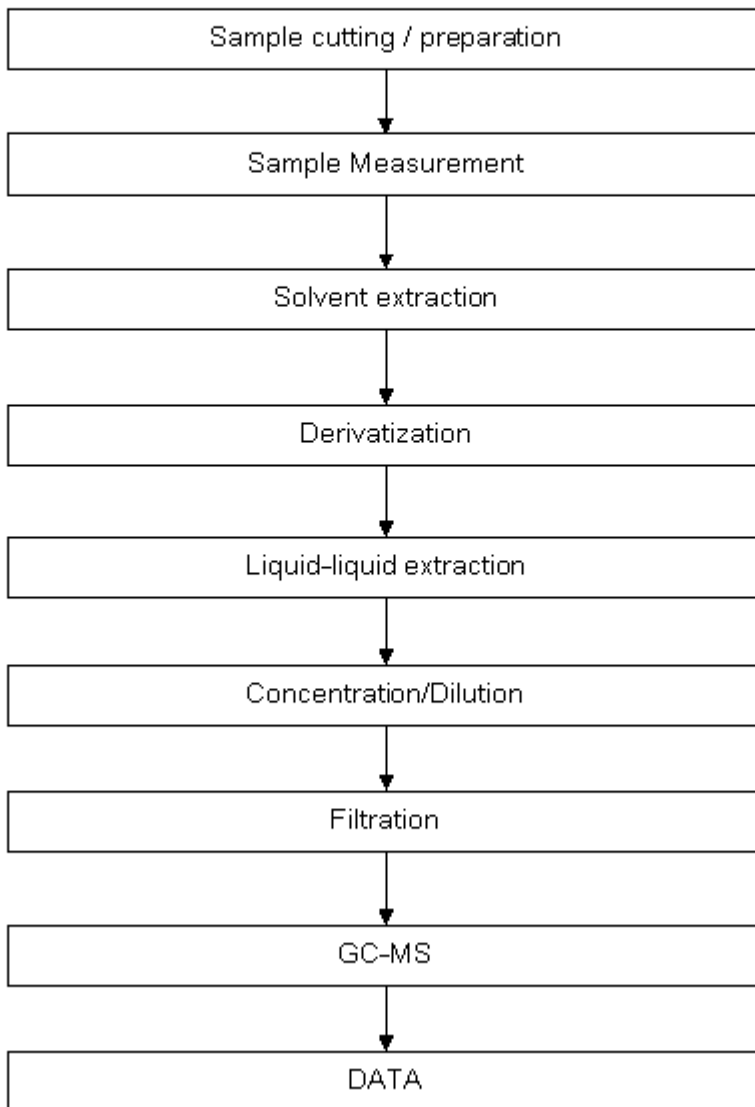 Sample cutting / preparation
Sample Measurement
Solvent extraction
Derivatization
Liquid-liquid extraction
Concentration/Dilution
Filtration
GC-MS
DATA